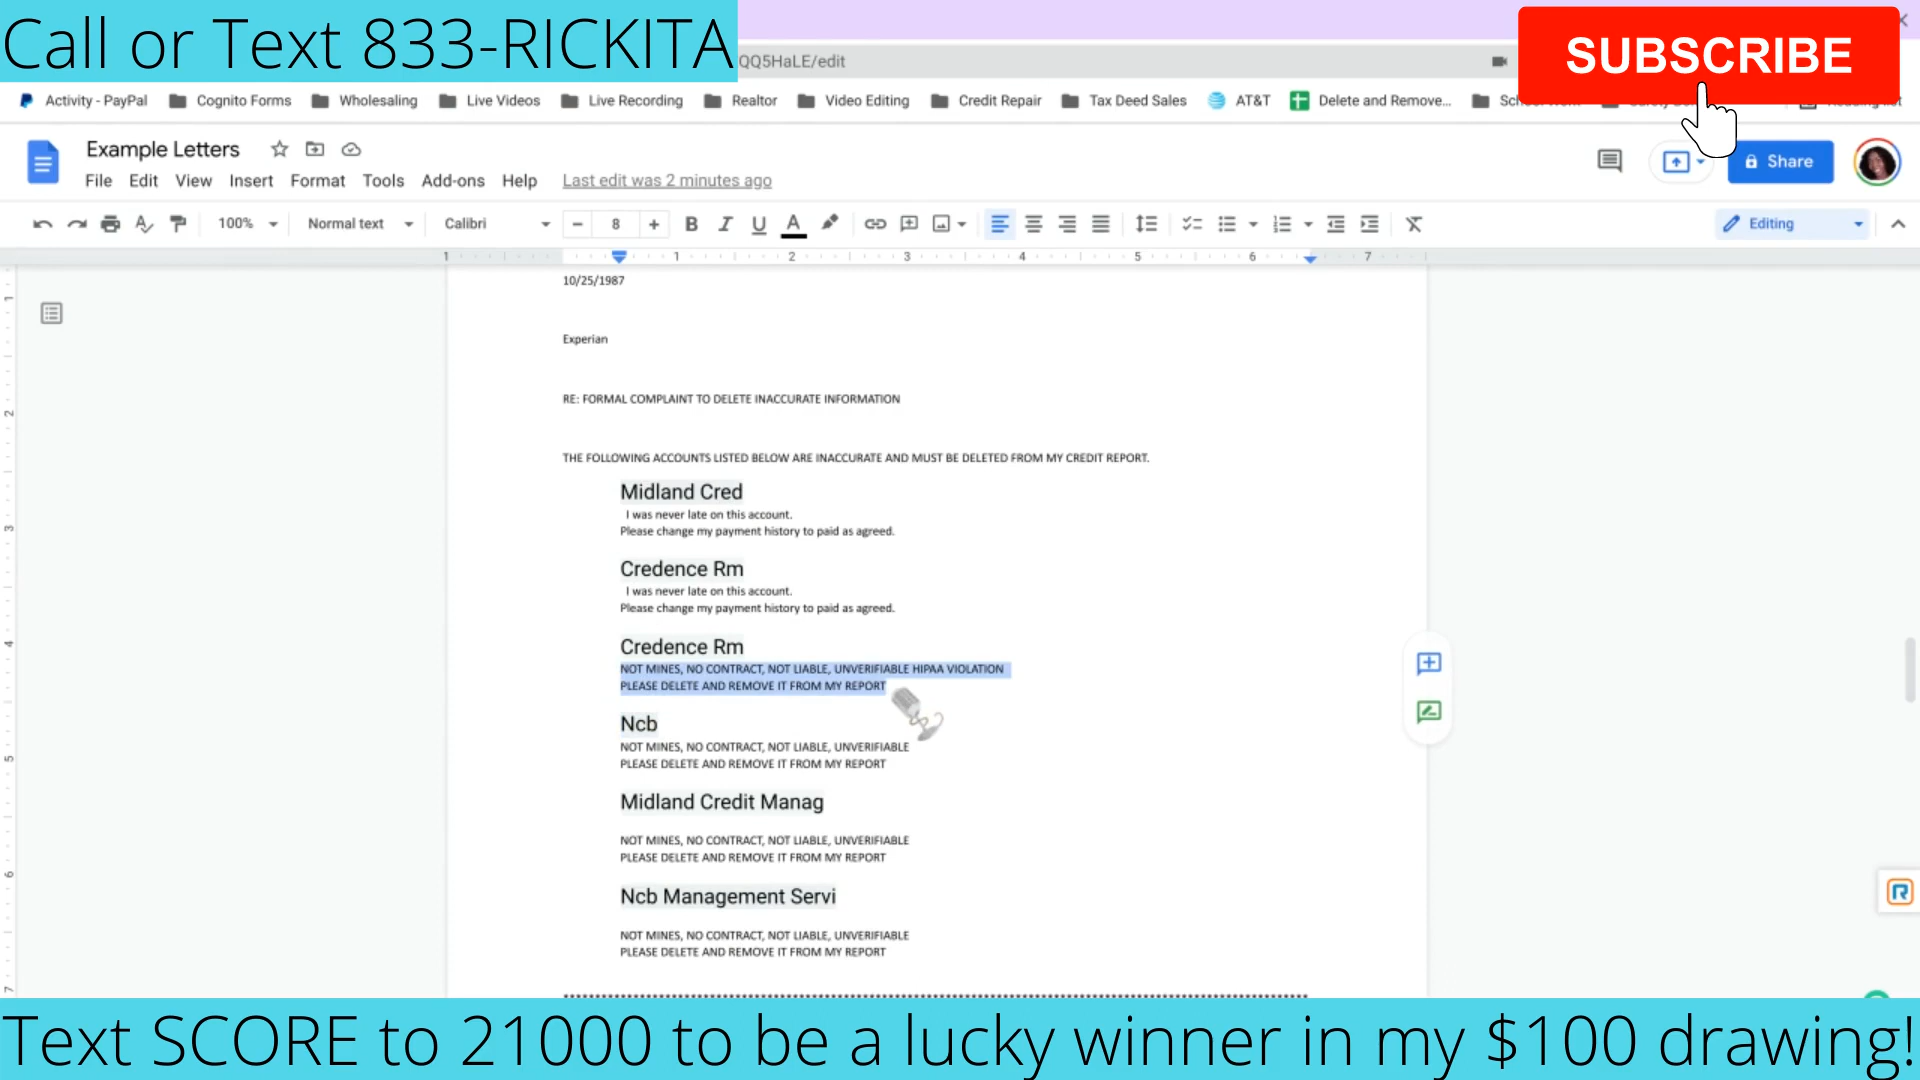 Call or Text 833-RICKITA
QQ5HaLE/edit
SUBSCRIBE
Activity - PayPal Cognito Forms Wholesaling Live Videos Live Recording Realtor Video Editing Credit Repair Tax Deed Sales AT&T Delete and Remove...
Example Letters
File Edit View Insert Format Tools Add-ons Help Last edit was 2 minutes ago
Share
100% Normal text Calibri 8 B I U A Editing
1 1 2 3 4 5 6 7
10/25/1987
Experian
RE: FORMAL COMPLAINT TO DELETE INACCURATE INFORMATION
THE FOLLOWING ACCOUNTS LISTED BELOW ARE INACCURATE AND MUST BE DELETED FROM MY CREDIT REPORT.
Midland Cred
I was never late on this account.
Please change my payment history to paid as agreed.
Credence Rm
I was never late on this account.
Please change my payment history to paid as agreed.
Credence Rm
NOT MINES, NO CONTRACT, NOT LIABLE, UNVERIFIABLE HIPAA VIOLATION
PLEASE DELETE AND REMOVE IT FROM MY REPORT
Ncb
NOT MINES, NO CONTRACT, NOT LIABLE, UNVERIFIABLE
PLEASE DELETE AND REMOVE IT FROM MY REPORT
Midland Credit Manag
NOT MINES, NO CONTRACT, NOT LIABLE, UNVERIFIABLE
PLEASE DELETE AND REMOVE IT FROM MY REPORT
Ncb Management Servi
NOT MINES, NO CONTRACT, NOT LIABLE, UNVERIFIABLE
PLEASE DELETE AND REMOVE IT FROM MY REPORT
Text SCORE to 21000 to be a lucky winner in my $100 drawing!